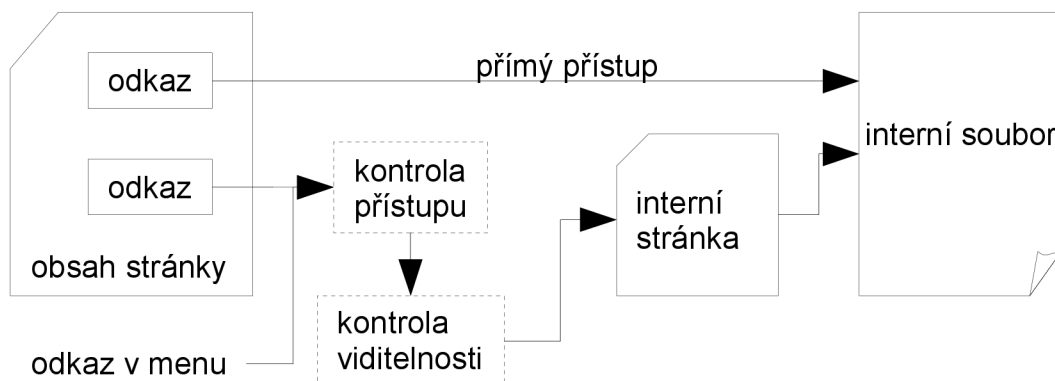 odkaz
přímý přístup
interní soubor
odkaz
kontrola
přístupu
interní
stránka
obsah stránky
kontrola
viditelnosti
odkaz v menu